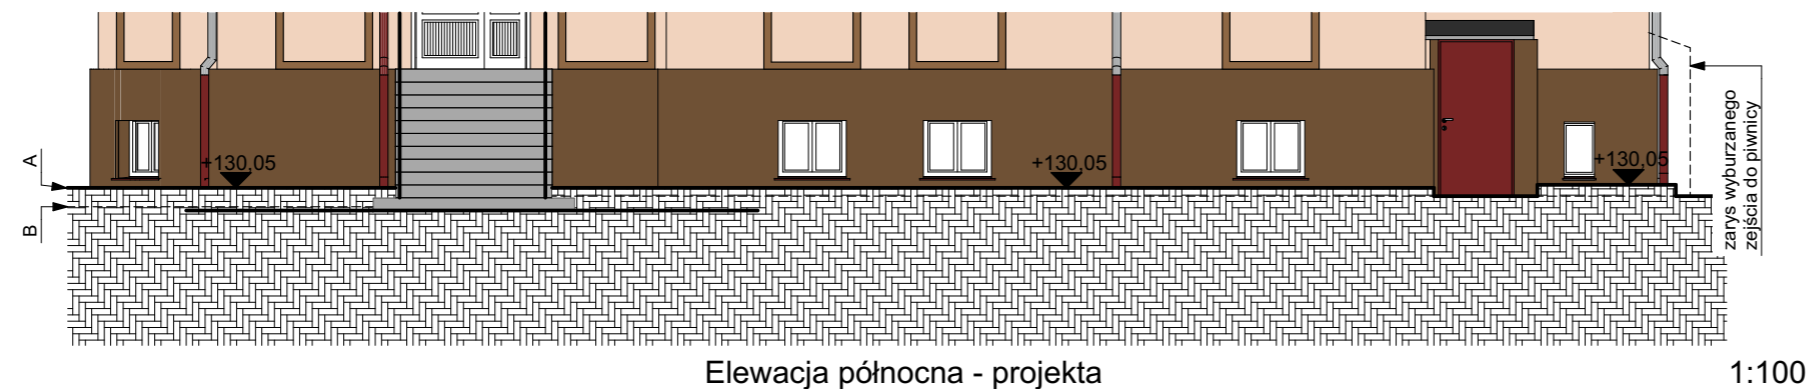 A
B
+130,05
+130,05
+130,05
zarys wyburzanego
zejścia do piwnicy
Elewacja północna - projekta
1:100